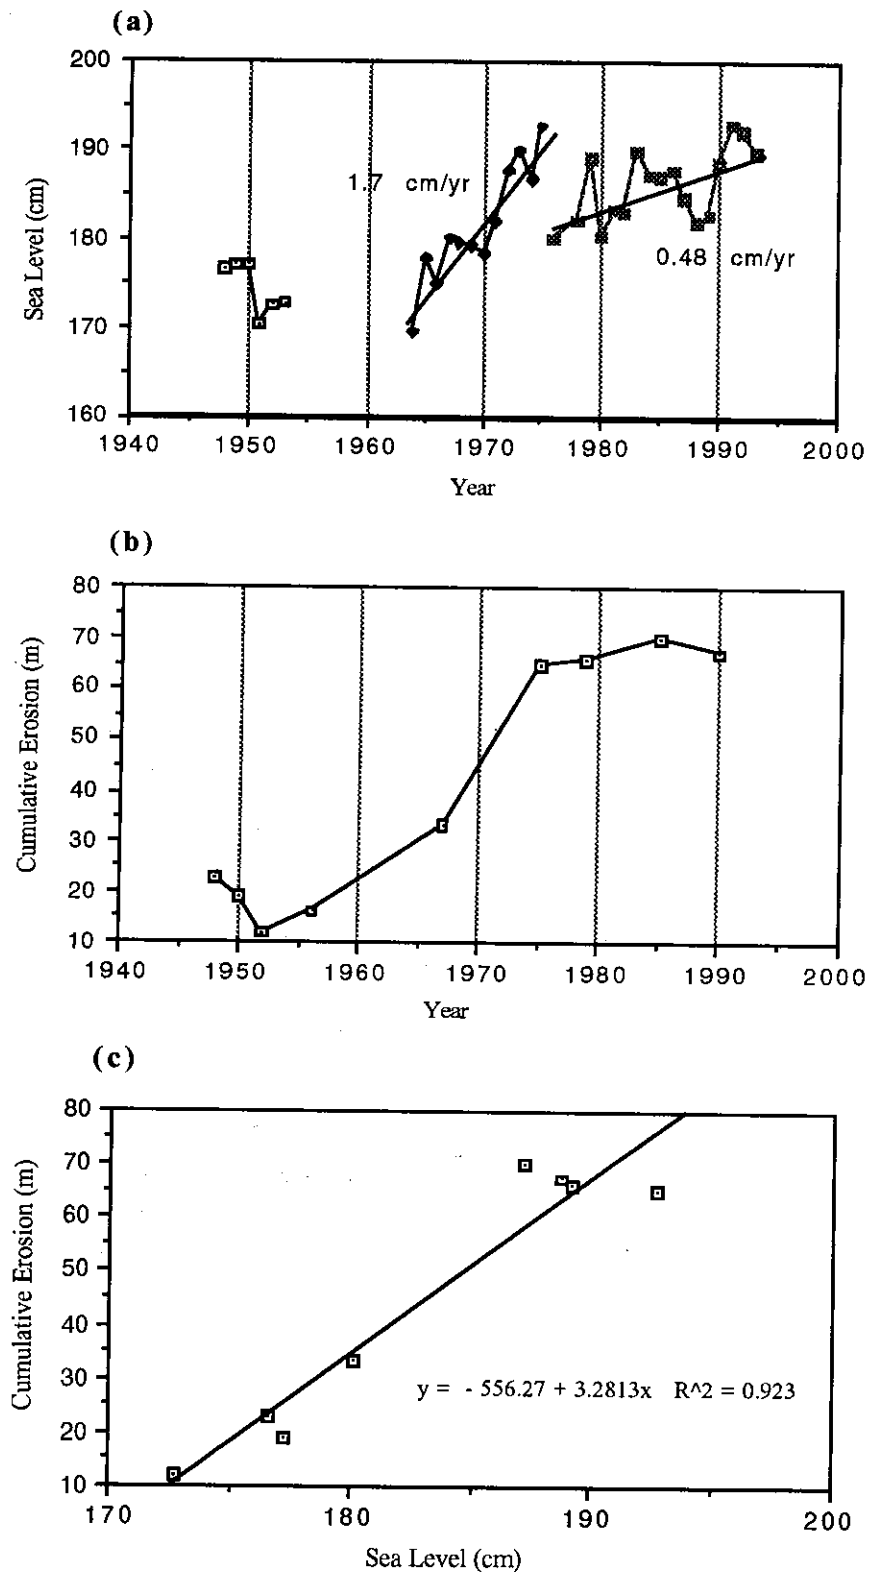 (a)
200
190
180
170
160
Sea Level (cm)
1.7 cm/yr
0.48 cm/yr
1940 1950 1960 1970 1980 1990 2000
Year
(b)
80
70
60
50
40
30
20
10
Cumulative Erosion (m)
1940 1950 1960 1970 1980 1990 2000
Year
(c)
80
70
60
50
40
30
20
10
Cumulative Erosion (m)
y = - 556.27 + 3.2813x R^2 = 0.923
170 180 190 200
Sea Level (cm)